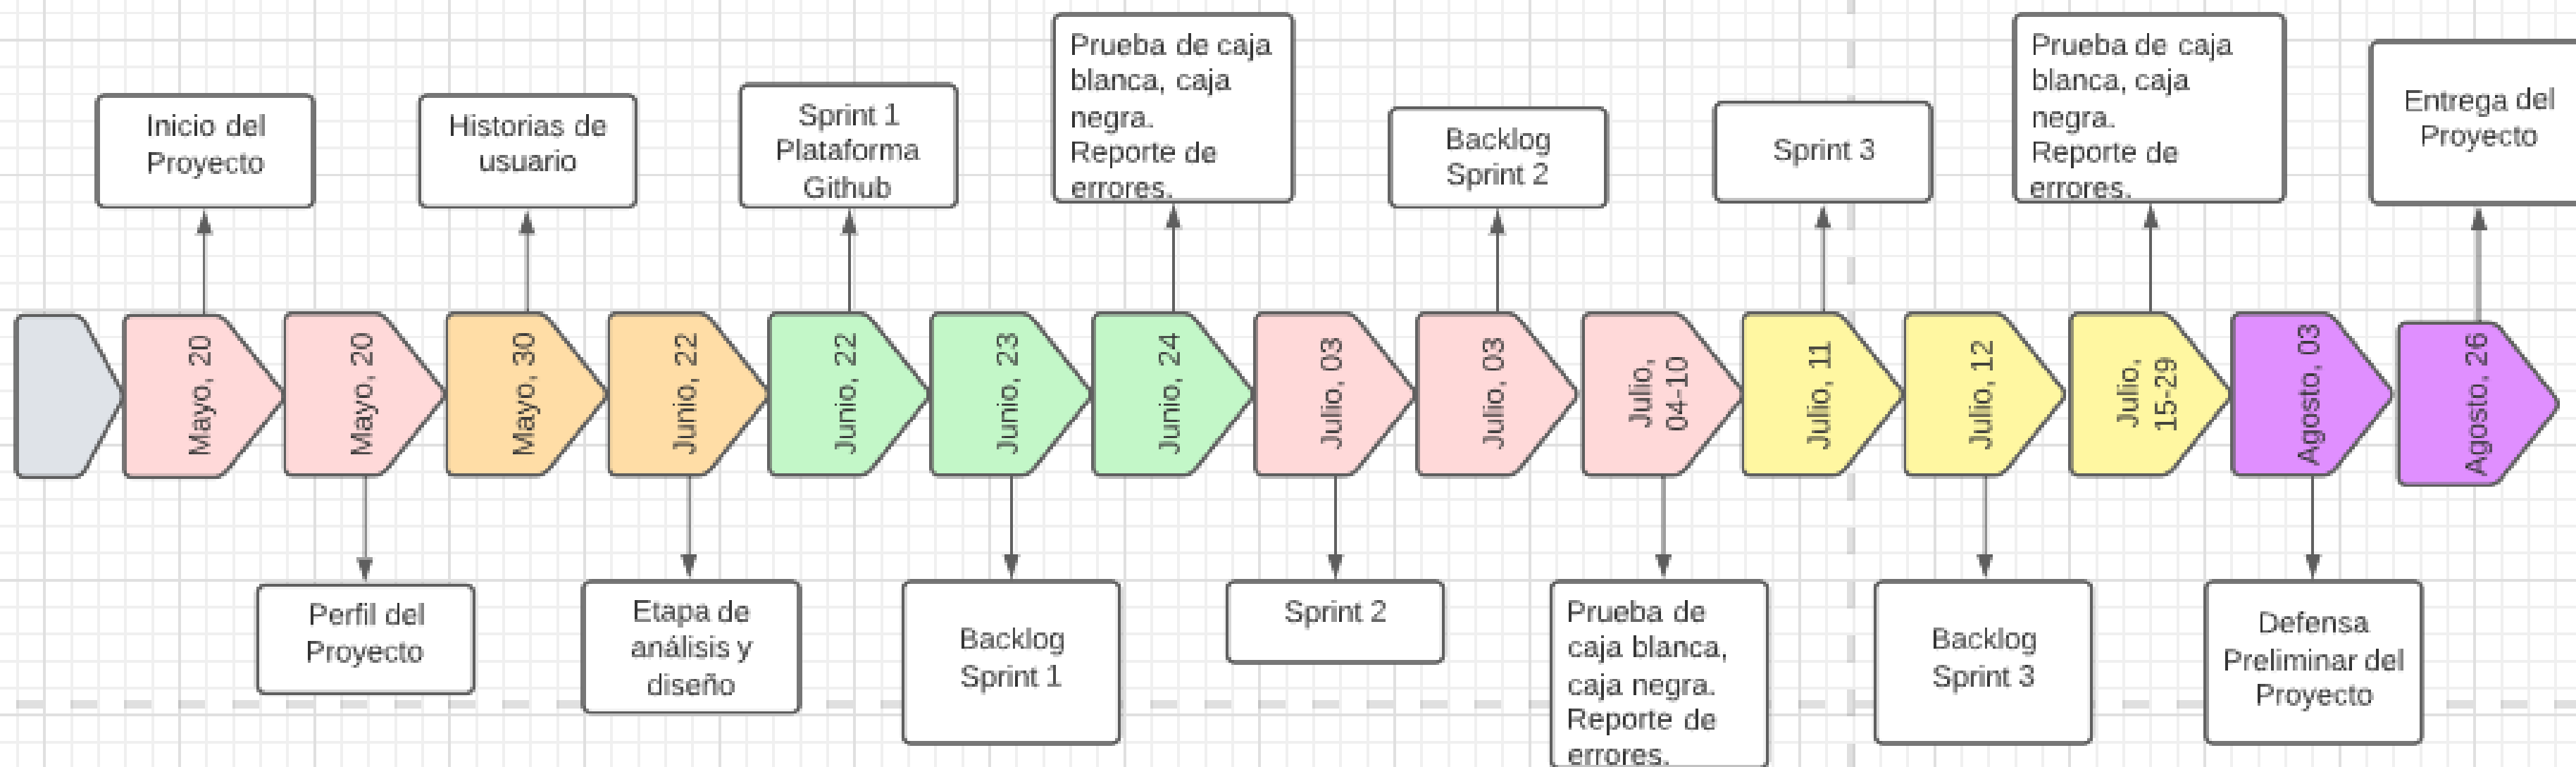 Inicio del
Proyecto
Historias de
usuario
Sprint 1
Plataforma
Github
Prueba de caja
blanca, caja
negra.
Reporte de
errores.
Backlog
Sprint 2
Sprint 3
Prueba de caja
blanca, caja
negra.
Reporte de
errores.
Entrega del
Proyecto
Mayo, 20
Mayo, 20
Mayo, 30
Junio, 22
Junio, 22
Junio, 23
Junio, 24
Julio, 03
Julio, 03
Julio,
04-10
Julio, 11
Julio, 12
Julio,
15-29
Agosto, 03
Agosto, 26
Perfil del
Proyecto
Etapa de
análisis y
diseño
Backlog
Sprint 1
Sprint 2
Prueba de
caja blanca,
caja negra.
Reporte de
errores.
Backlog
Sprint 3
Defensa
Preliminar del
Proyecto